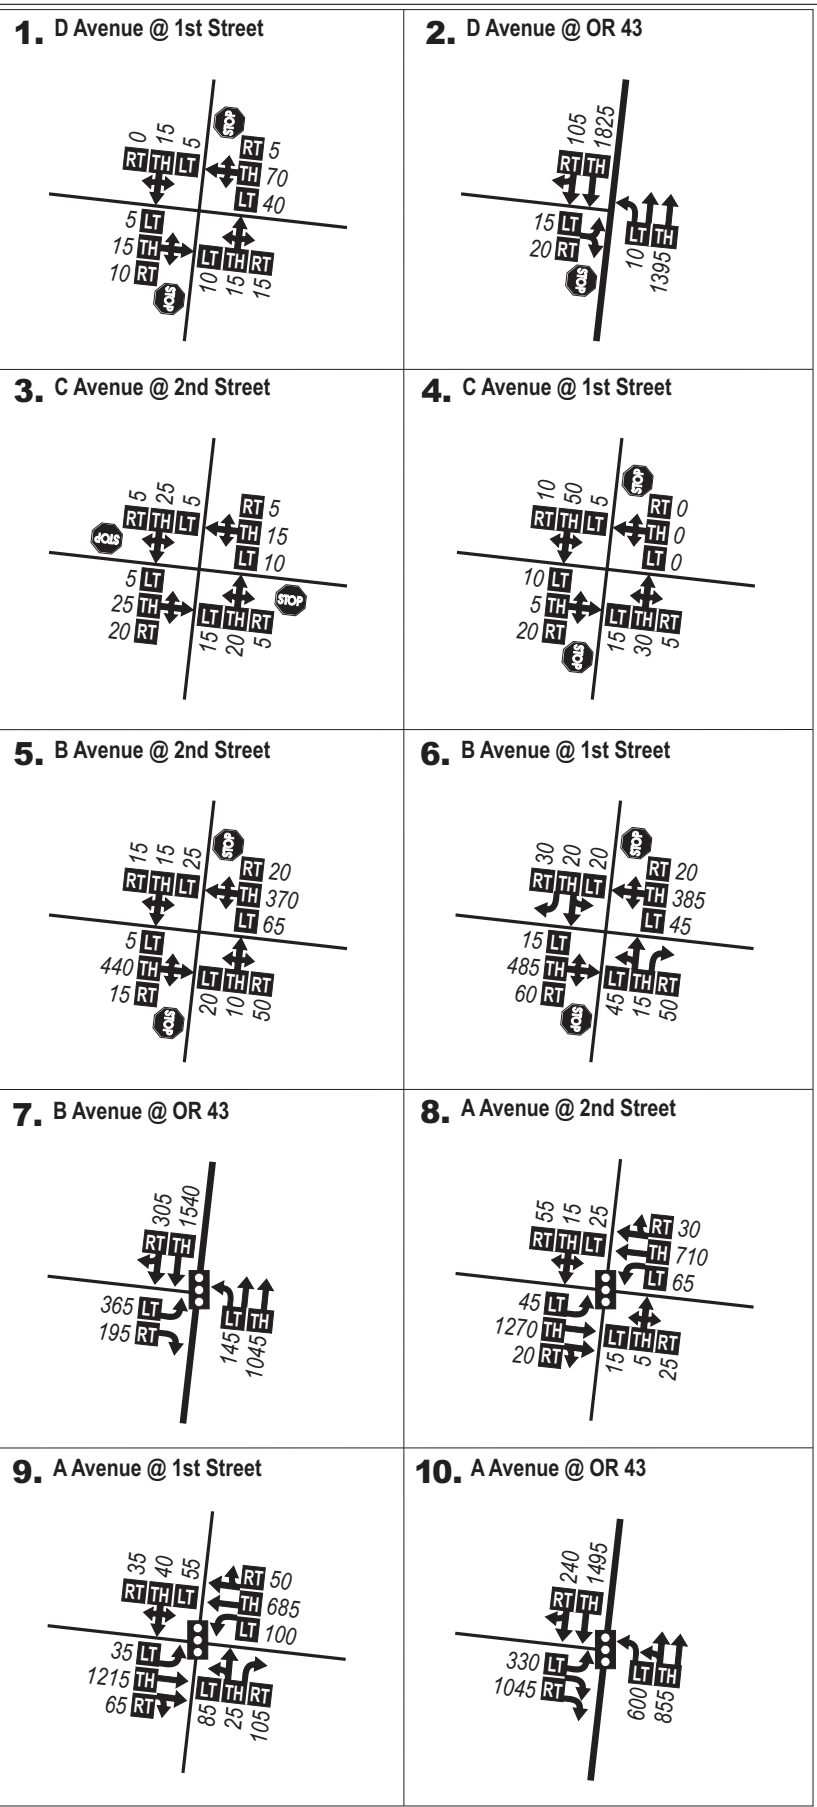 1. D Avenue @ 1st Street
0 15 5
RT TH LT
STOP
RT 5
TH 70
LT 40
5 LT
15 TH
10 RT
STOP
LT TH RT
10 15 15
2. D Avenue @ OR 43
105 1825
RT TH
15 LT
20 RT
STOP
LT TH
10 1395
3. C Avenue @ 2nd Street
5 25 5
RT TH LT
STOP
RT 5
TH 15
LT 10
5 LT
25 TH
20 RT
LT TH RT
15 20 5
STOP
4. C Avenue @ 1st Street
10 50 5
RT TH LT
STOP
RT 0
TH 0
LT 0
10 LT
5 TH
20 RT
STOP
LT TH RT
15 30 5
5. B Avenue @ 2nd Street
15 15 25
RT TH LT
STOP
RT 20
TH 370
LT 65
5 LT
440 TH
15 RT
STOP
LT TH RT
20 10 50
6. B Avenue @ 1st Street
30 20 20
RT TH LT
STOP
RT 20
TH 385
LT 45
15 LT
485 TH
60 RT
STOP
LT TH RT
45 15 50
7. B Avenue @ OR 43
305 1540
RT TH
365 LT
195 RT
LT TH
145 1045
8. A Avenue @ 2nd Street
55 15 25
RT TH LT
RT 30
TH 710
LT 65
45 LT
1270 TH
20 RT
LT TH RT
15 5 25
9. A Avenue @ 1st Street
35 40 55
RT TH LT
RT 50
TH 685
LT 100
35 LT
1215 TH
65 RT
LT TH RT
85 25 105
10. A Avenue @ OR 43
240 1495
RT TH
330 LT
1045 RT
LT TH
600 855